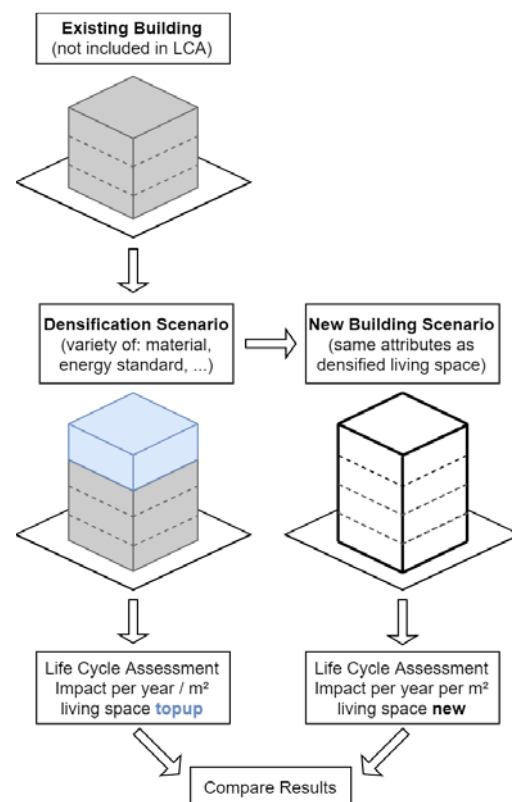 Existing Building
(not included in LCA)
Densification Scenario
(variety of: material,
energy standard, ...)
New Building Scenario
(same attributes as
densified living space)
Life Cycle Assessment
Impact per year / m²
living space topup
Life Cycle Assessment
Impact per year per m²
living space new
Compare Results